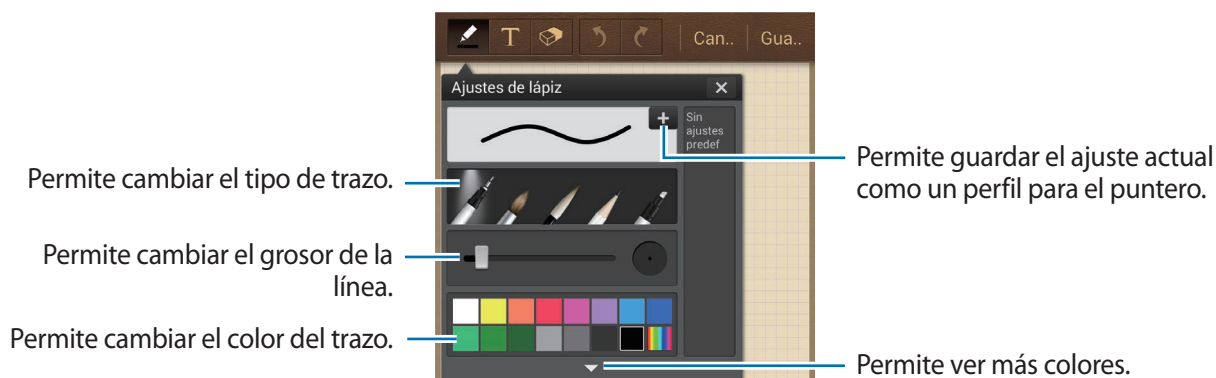 T
Can..
Gua..
Ajustes de lápiz
Sin
ajustes
predef
Permite cambiar el tipo de trazo.
Permite cambiar el grosor de la
línea.
Permite cambiar el color del trazo.
Permite guardar el ajuste actual
como un perfil para el puntero.
Permite ver más colores.